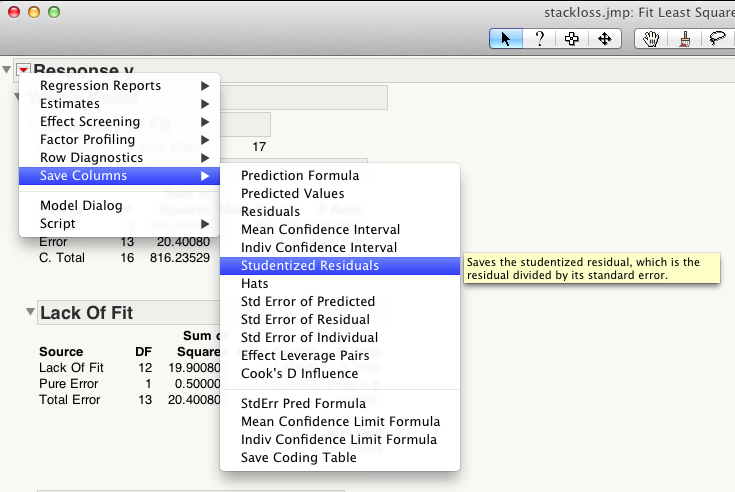 stackloss.jmp: Fit Least Square
?
Response y
Regression Reports
Estimates
Effect Screening
Factor Profiling
Row Diagnostics
Save Columns
Model Dialog
Script
17
Error 13 20.40080
C. Total 16 816.23529
Prediction Formula
Predicted Values
Residuals
Mean Confidence Interval
Indiv Confidence Interval
Studentized Residuals
Hats
Std Error of Predicted
Std Error of Residual
Std Error of Individual
Effect Leverage Pairs
Cook's D Influence
StdErr Pred Formula
Mean Confidence Limit Formula
Indiv Confidence Limit Formula
Save Coding Table
Saves the studentized residual, which is the
residual divided by its standard error.
Lack Of Fit
Sum of
Source DF Square
Lack Of Fit 12 19.90080
Pure Error 1 0.50000
Total Error 13 20.40080